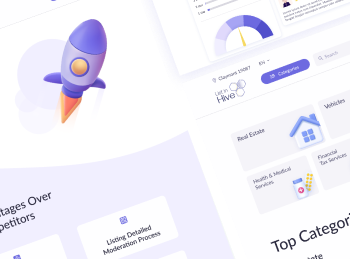 Claymont 19087
EN
List in
Hive
Categories
Search
Real Estate
Vehicles
Health & Medical
Services
Financial
Tax Services
Top Categori
tages Over
petitors
Listing Detailed
Moderation Process